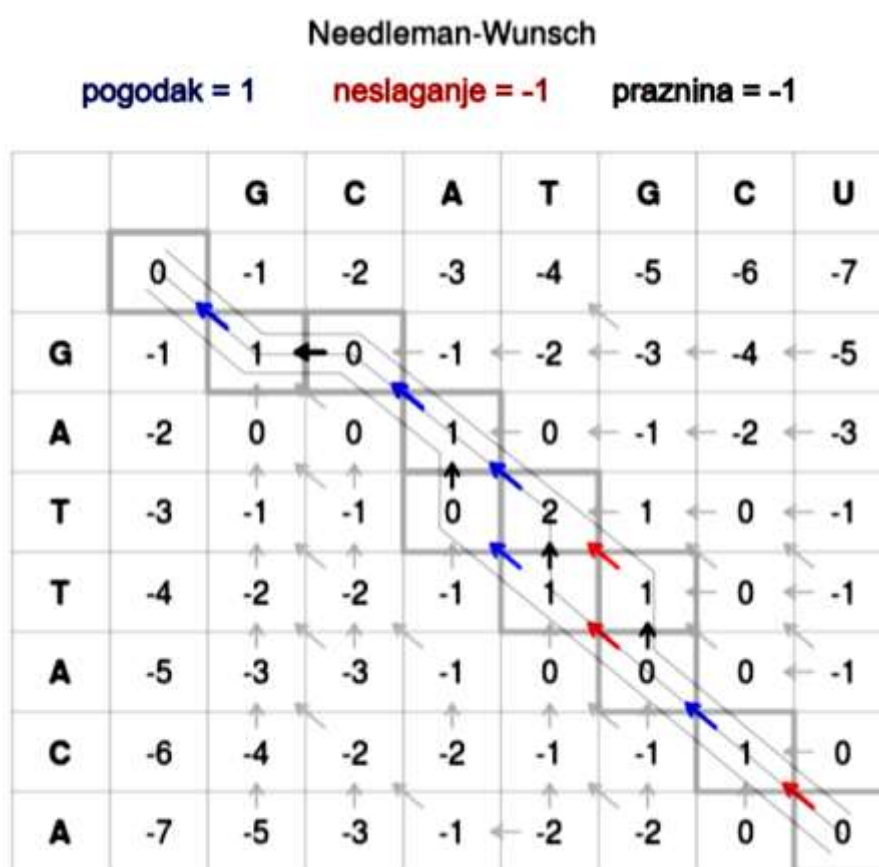 Needleman-Wunsch
pogodak = 1 neslaganje = -1 praznina = -1
G C A T G C U
0 -1 -2 -3 -4 -5 -6 -7
G -1 1 0 -1 -2 -3 -4 -5
A -2 0 0 1 0 -1 -2 -3
T -3 -1 -1 0 2 1 0 -1
T -4 -2 -2 -1 1 1 0 -1
A -5 -3 -3 -1 0 0 0 -1
C -6 -4 -2 -2 -1 -1 1 0
A -7 -5 -3 -1 -2 -2 0 0